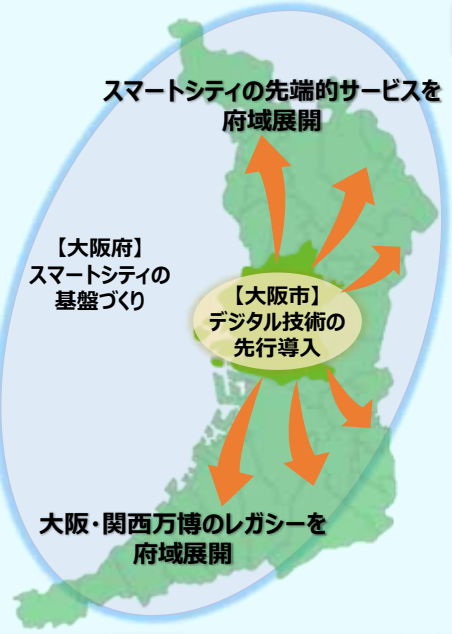 スマートシティの先端的サービスを
府域展開
【大阪府】
スマートシティの
基盤づくり
【大阪市】
デジタル技術の
先行導入
大阪・関西万博のレガシーを
府域展開